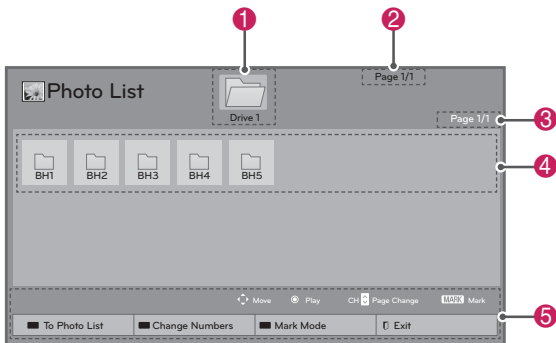 1
2
Photo List
Page 1/1
Drive 1
Page 1/1
3
4
BH1 BH2 BH3 BH4 BH5
Move Play CH Page Change MARK Mark
To Photo List Change Numbers Mark Mode Exit
5